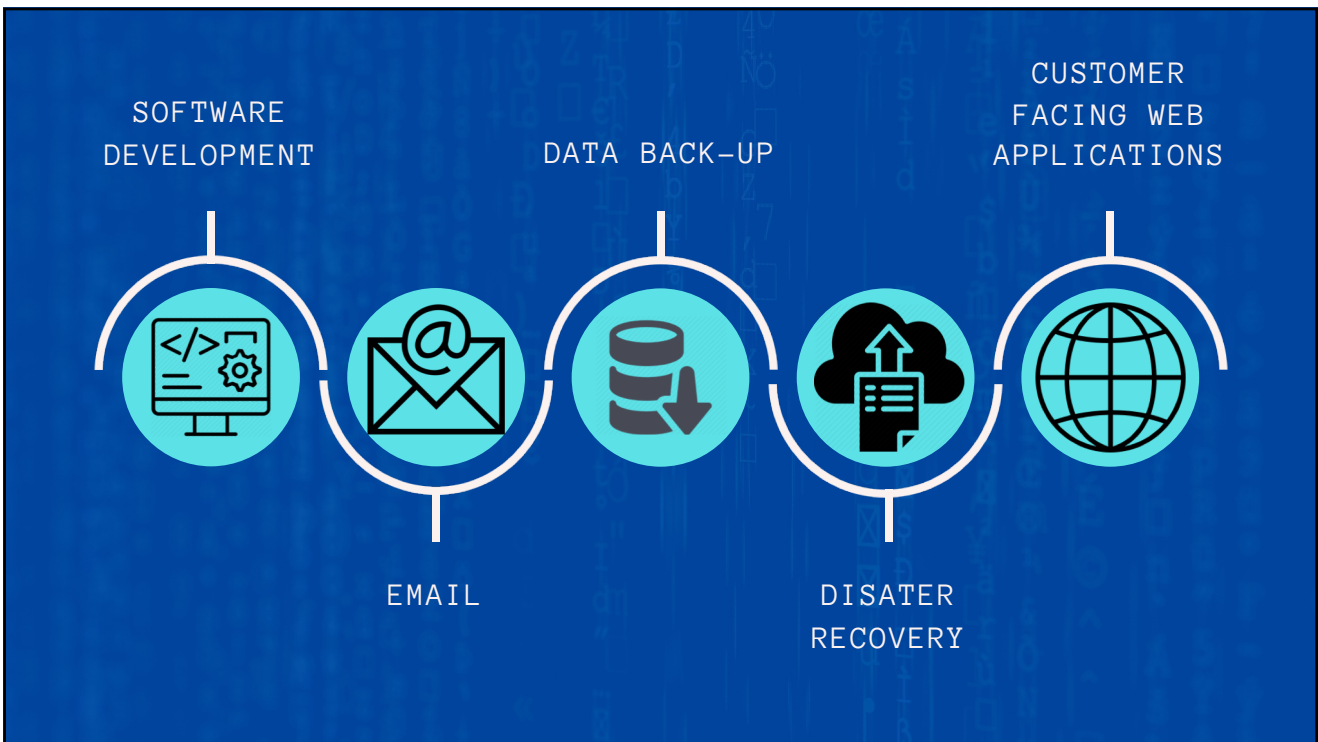 SOFTWARE
DEVELOPMENT
EMAIL
DATA BACK-UP
DISATER
RECOVERY
CUSTOMER
FACING WEB
APPLICATIONS
</>
@